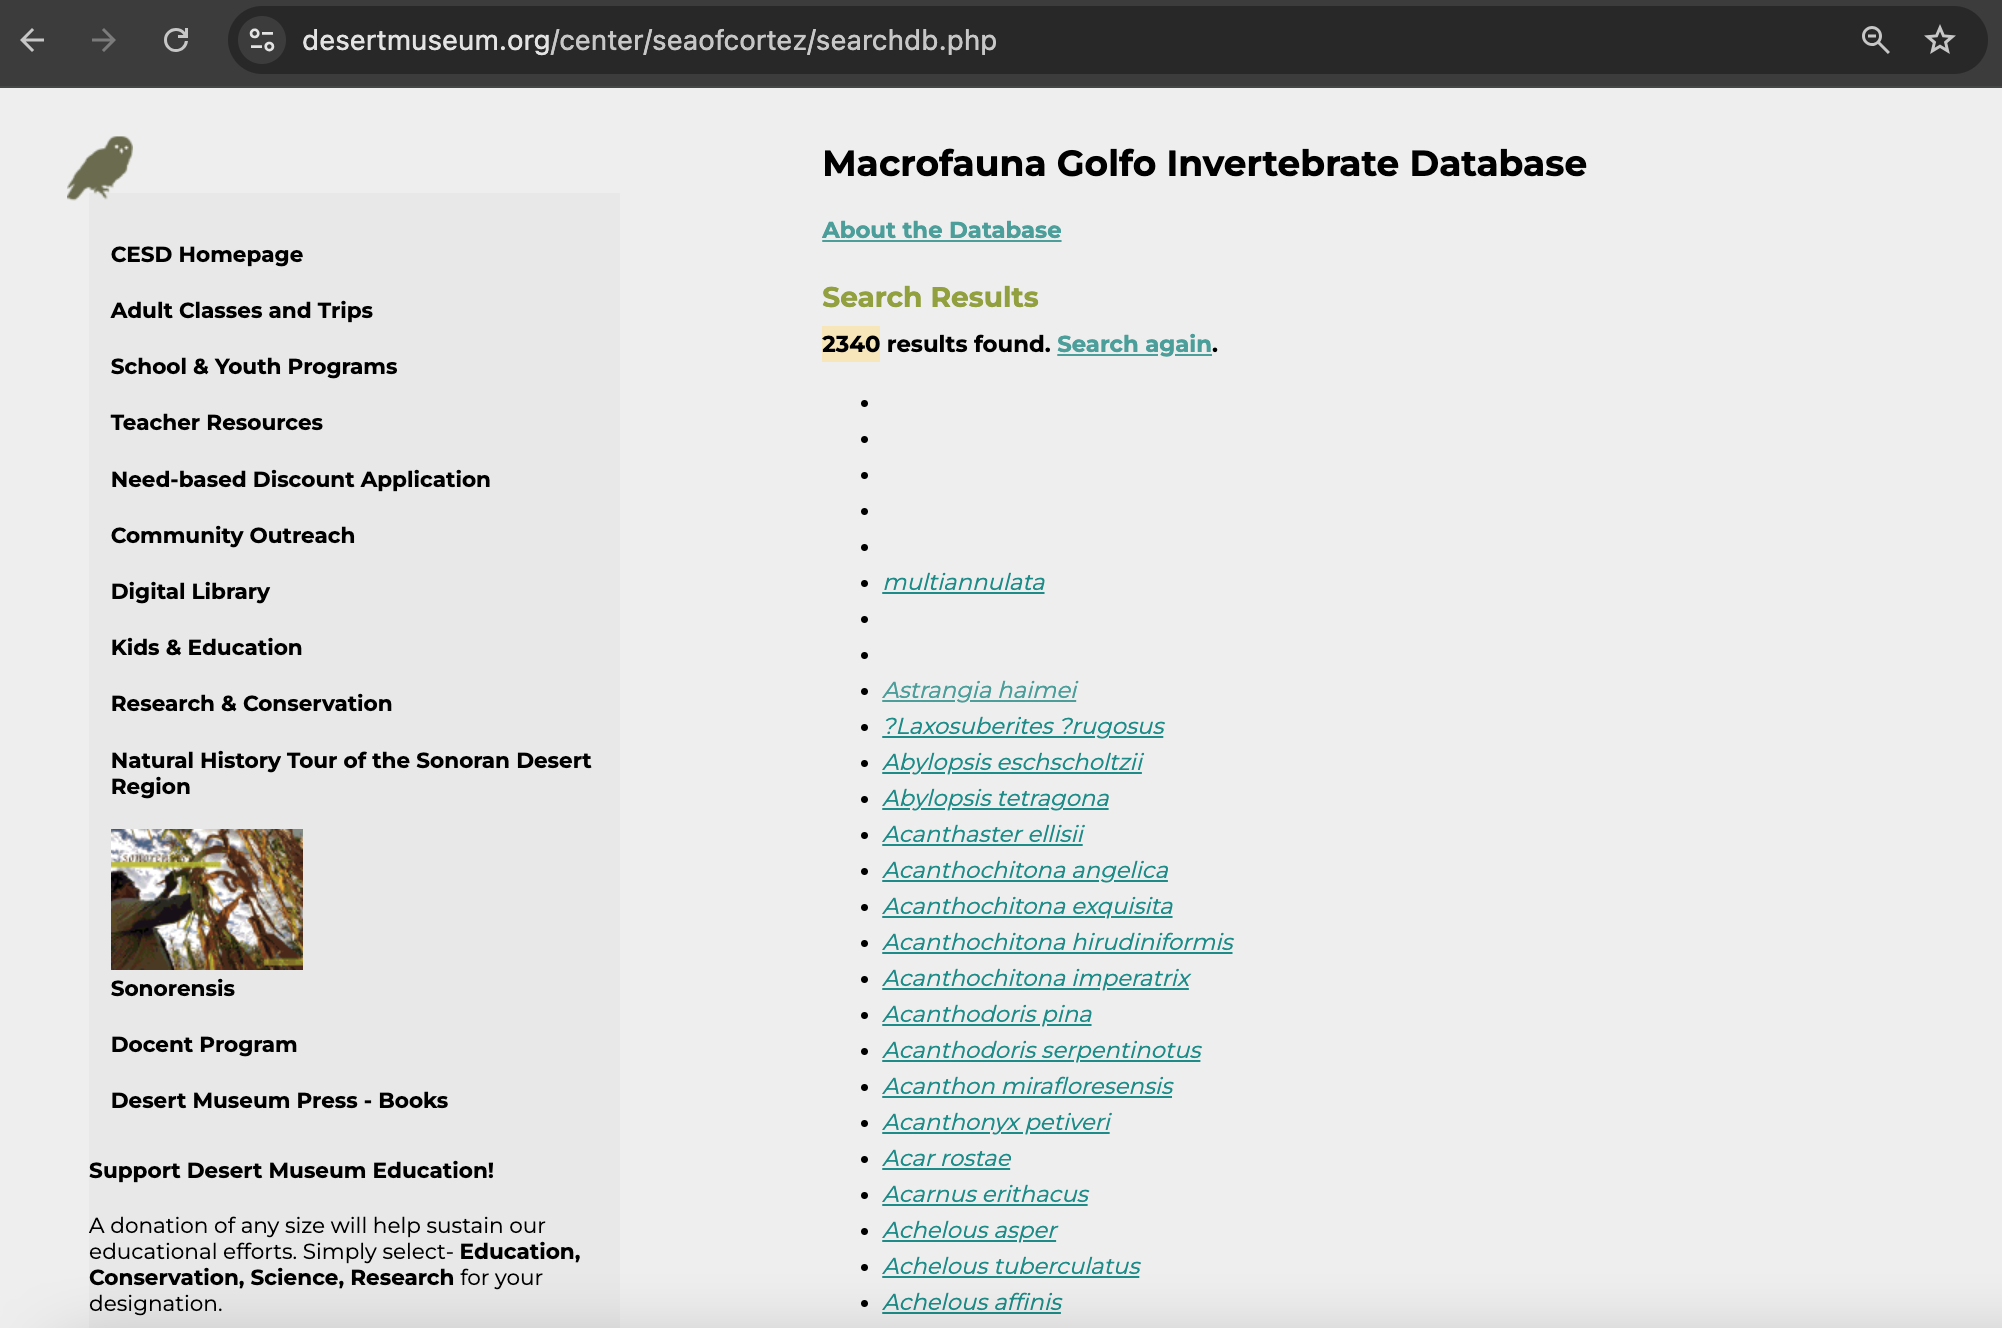 desertmuseum.org/center/seaofcortez/searchdb.php
CESD Homepage
Adult Classes and Trips
School & Youth Programs
Teacher Resources
Need-based Discount Application
Community Outreach
Digital Library
Kids & Education
Research & Conservation
Natural History Tour of the Sonoran Desert
Region
sonorensis
Sonorensis
Docent Program
Desert Museum Press - Books
Support Desert Museum Education!
A donation of any size will help sustain our
educational efforts. Simply select- Education,
Conservation, Science, Research for your
designation.
Macrofauna Golfo Invertebrate Database
About the Database
Search Results
2340 results found. Search again.
multiannulata
Astrangia haimei
?Laxosuberites ?rugosus
Abylopsis eschscholtzii
Abylopsis tetragona
Acanthaster ellisii
Acanthochitona angelica
Acanthochitona exquisita
Acanthochitona hirudiniformis
Acanthochitona imperatrix
Acanthodoris pina
Acanthodoris serpentinotus
Acanthon mirafloresensis
Acanthonyx petiveri
Acar rostae
Acarnus erithacus
Achelous asper
Achelous tuberculatus
Achelous affinis